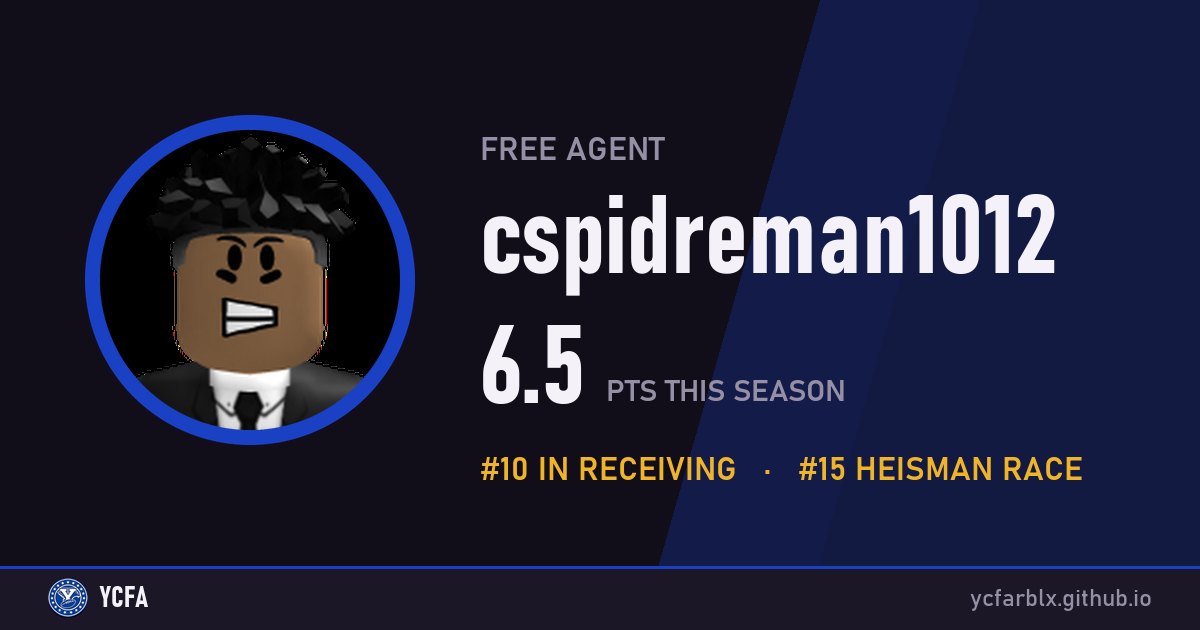 FREE AGENT
cspidreman1012
6.5 PTS THIS SEASON
#10 IN RECEIVING · #15 HEISMAN RACE
YCFA
ycfarblx.github.io